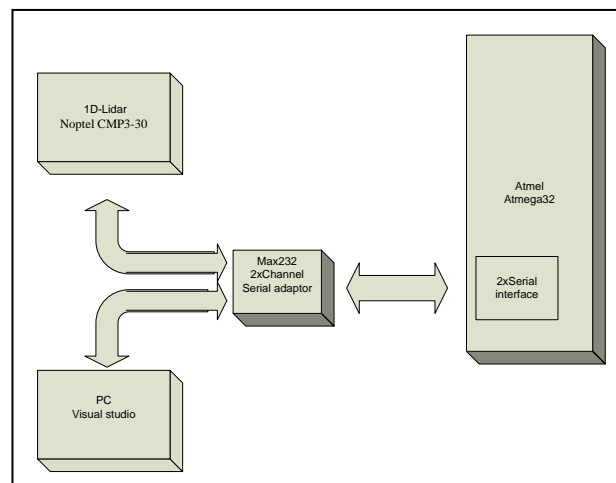 1D-Lidar
Noptel CMP3-30
Atmel
Atmega32
Max232
2xChannel
Serial adaptor
2xSerial
interface
PC
Visual studio